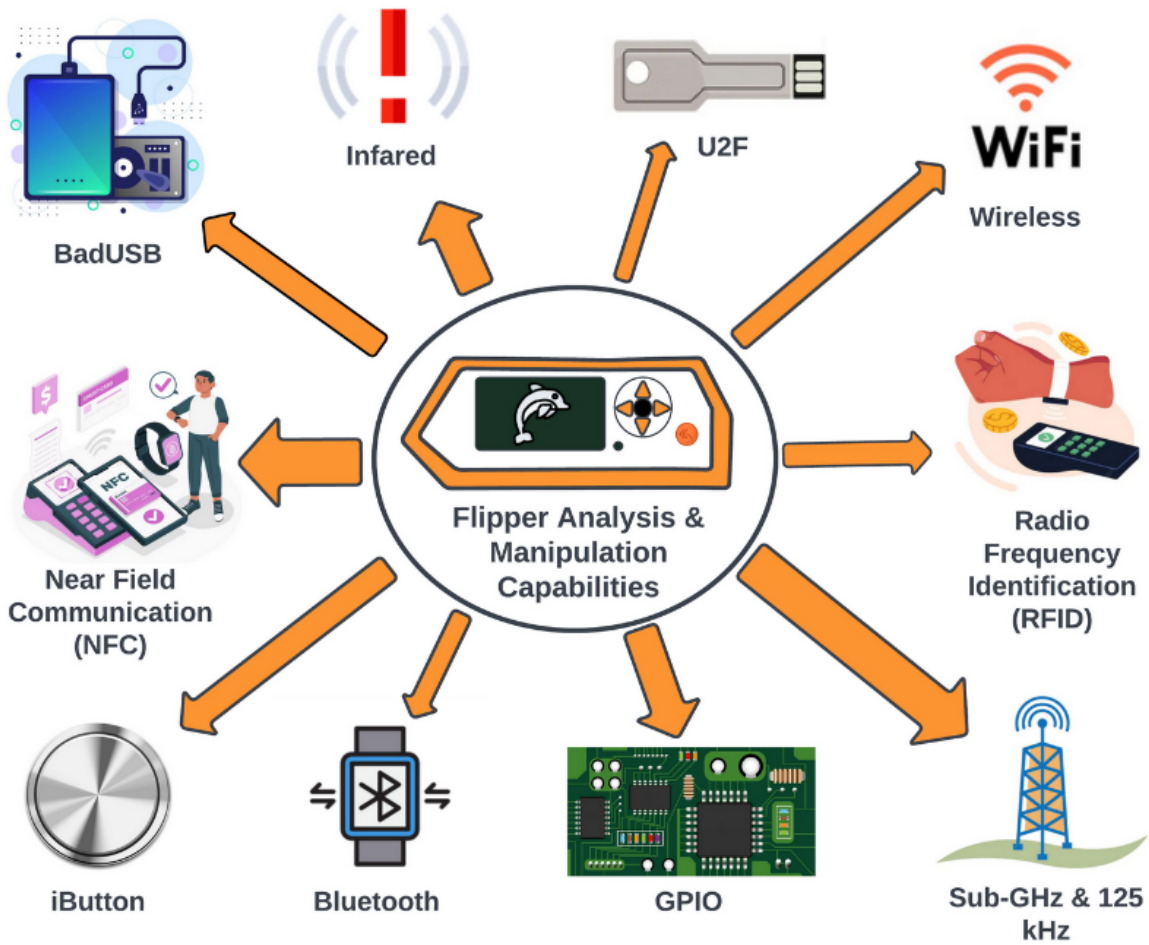 Infared
U2F
WiFi
Wireless
BadUSB
NFC
Near Field
Communication
(NFC)
Flipper Analysis &
Manipulation
Capabilities
Radio
Frequency
Identification
(RFID)
iButton
Bluetooth
GPIO
Sub-GHz & 125
kHz